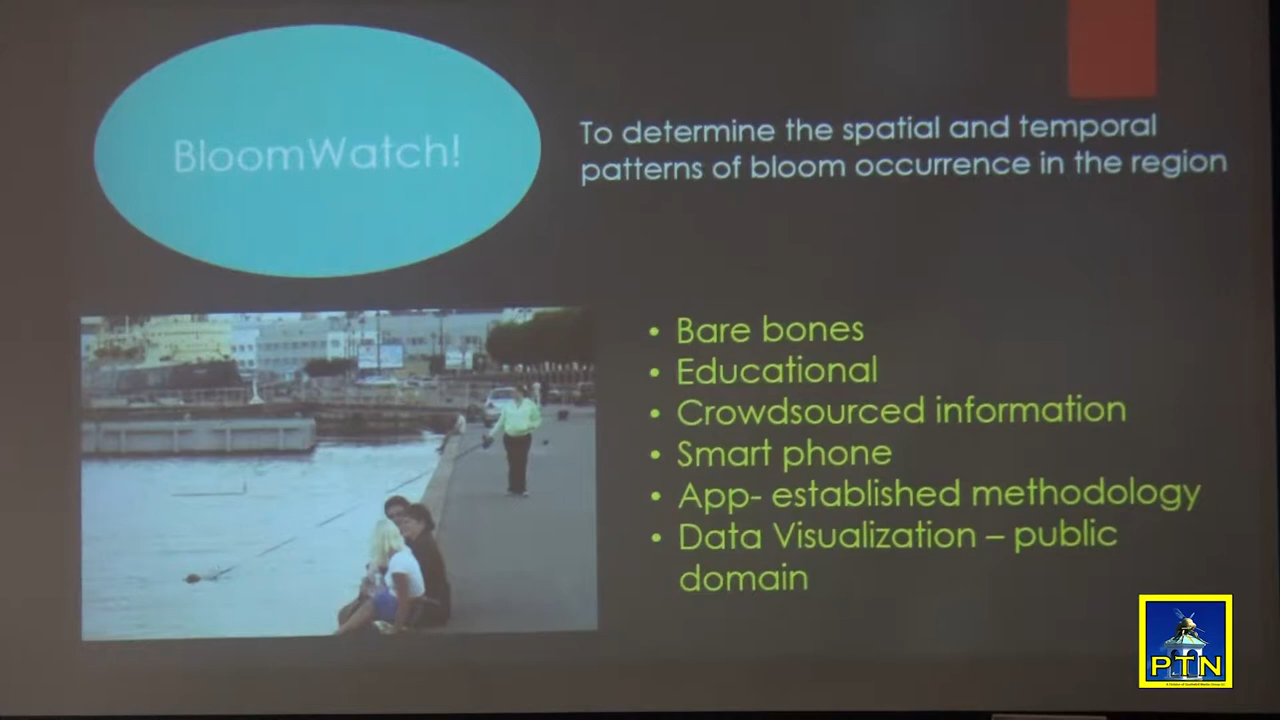 BloomWatch!
To determine the spatial and temporal
patterns of bloom occurrence in the region
• Bare bones
• Educational
• Crowdsourced information
• Smart phone
• App- established methodology
• Data Visualization – public
domain
PTN